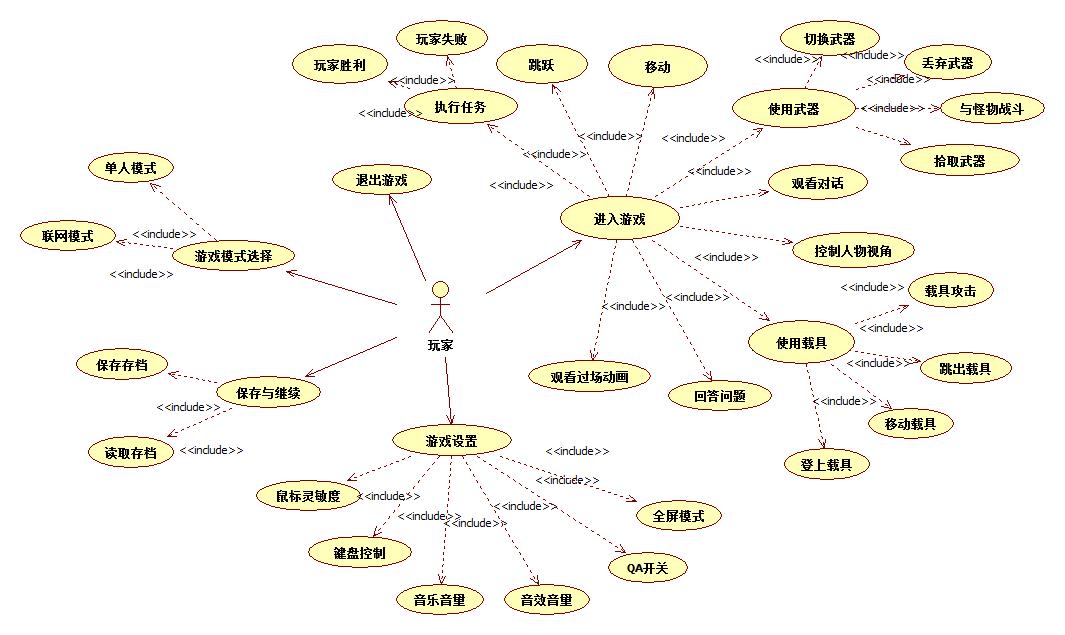 玩家失败
切换武器
<<include>>
<<include>>
玩家胜利
跳跃
移动
丢弃武器
<<include>>
<<include>>
执行任务
<<include>>
使用武器
<<include>>
与怪物战斗
<<include>>
<<include>>
<<include>>
拾取武器
单人模式
退出游戏
<<include>>
观看对话
进入游戏
联网模式
<<include>>
游戏模式选择
<<include>>
控制人物视角
<<include>>
<<include>>
载具攻击
<<include>>
<<include>>
<<include>>
玩家
使用载具
保存存档
<<include>>
跳出载具
保存与继续
观看过场动画
回答问题
<<include>>
<<include>>
移动载具
读取存档
<<include>>
游戏设置
<<include>>
登上载具
<<include>>
鼠标灵敏度
<<include>>
<<include>>
<<include>>
<<include>>
全屏模式
键盘控制
QA开关
音乐音量
音效音量